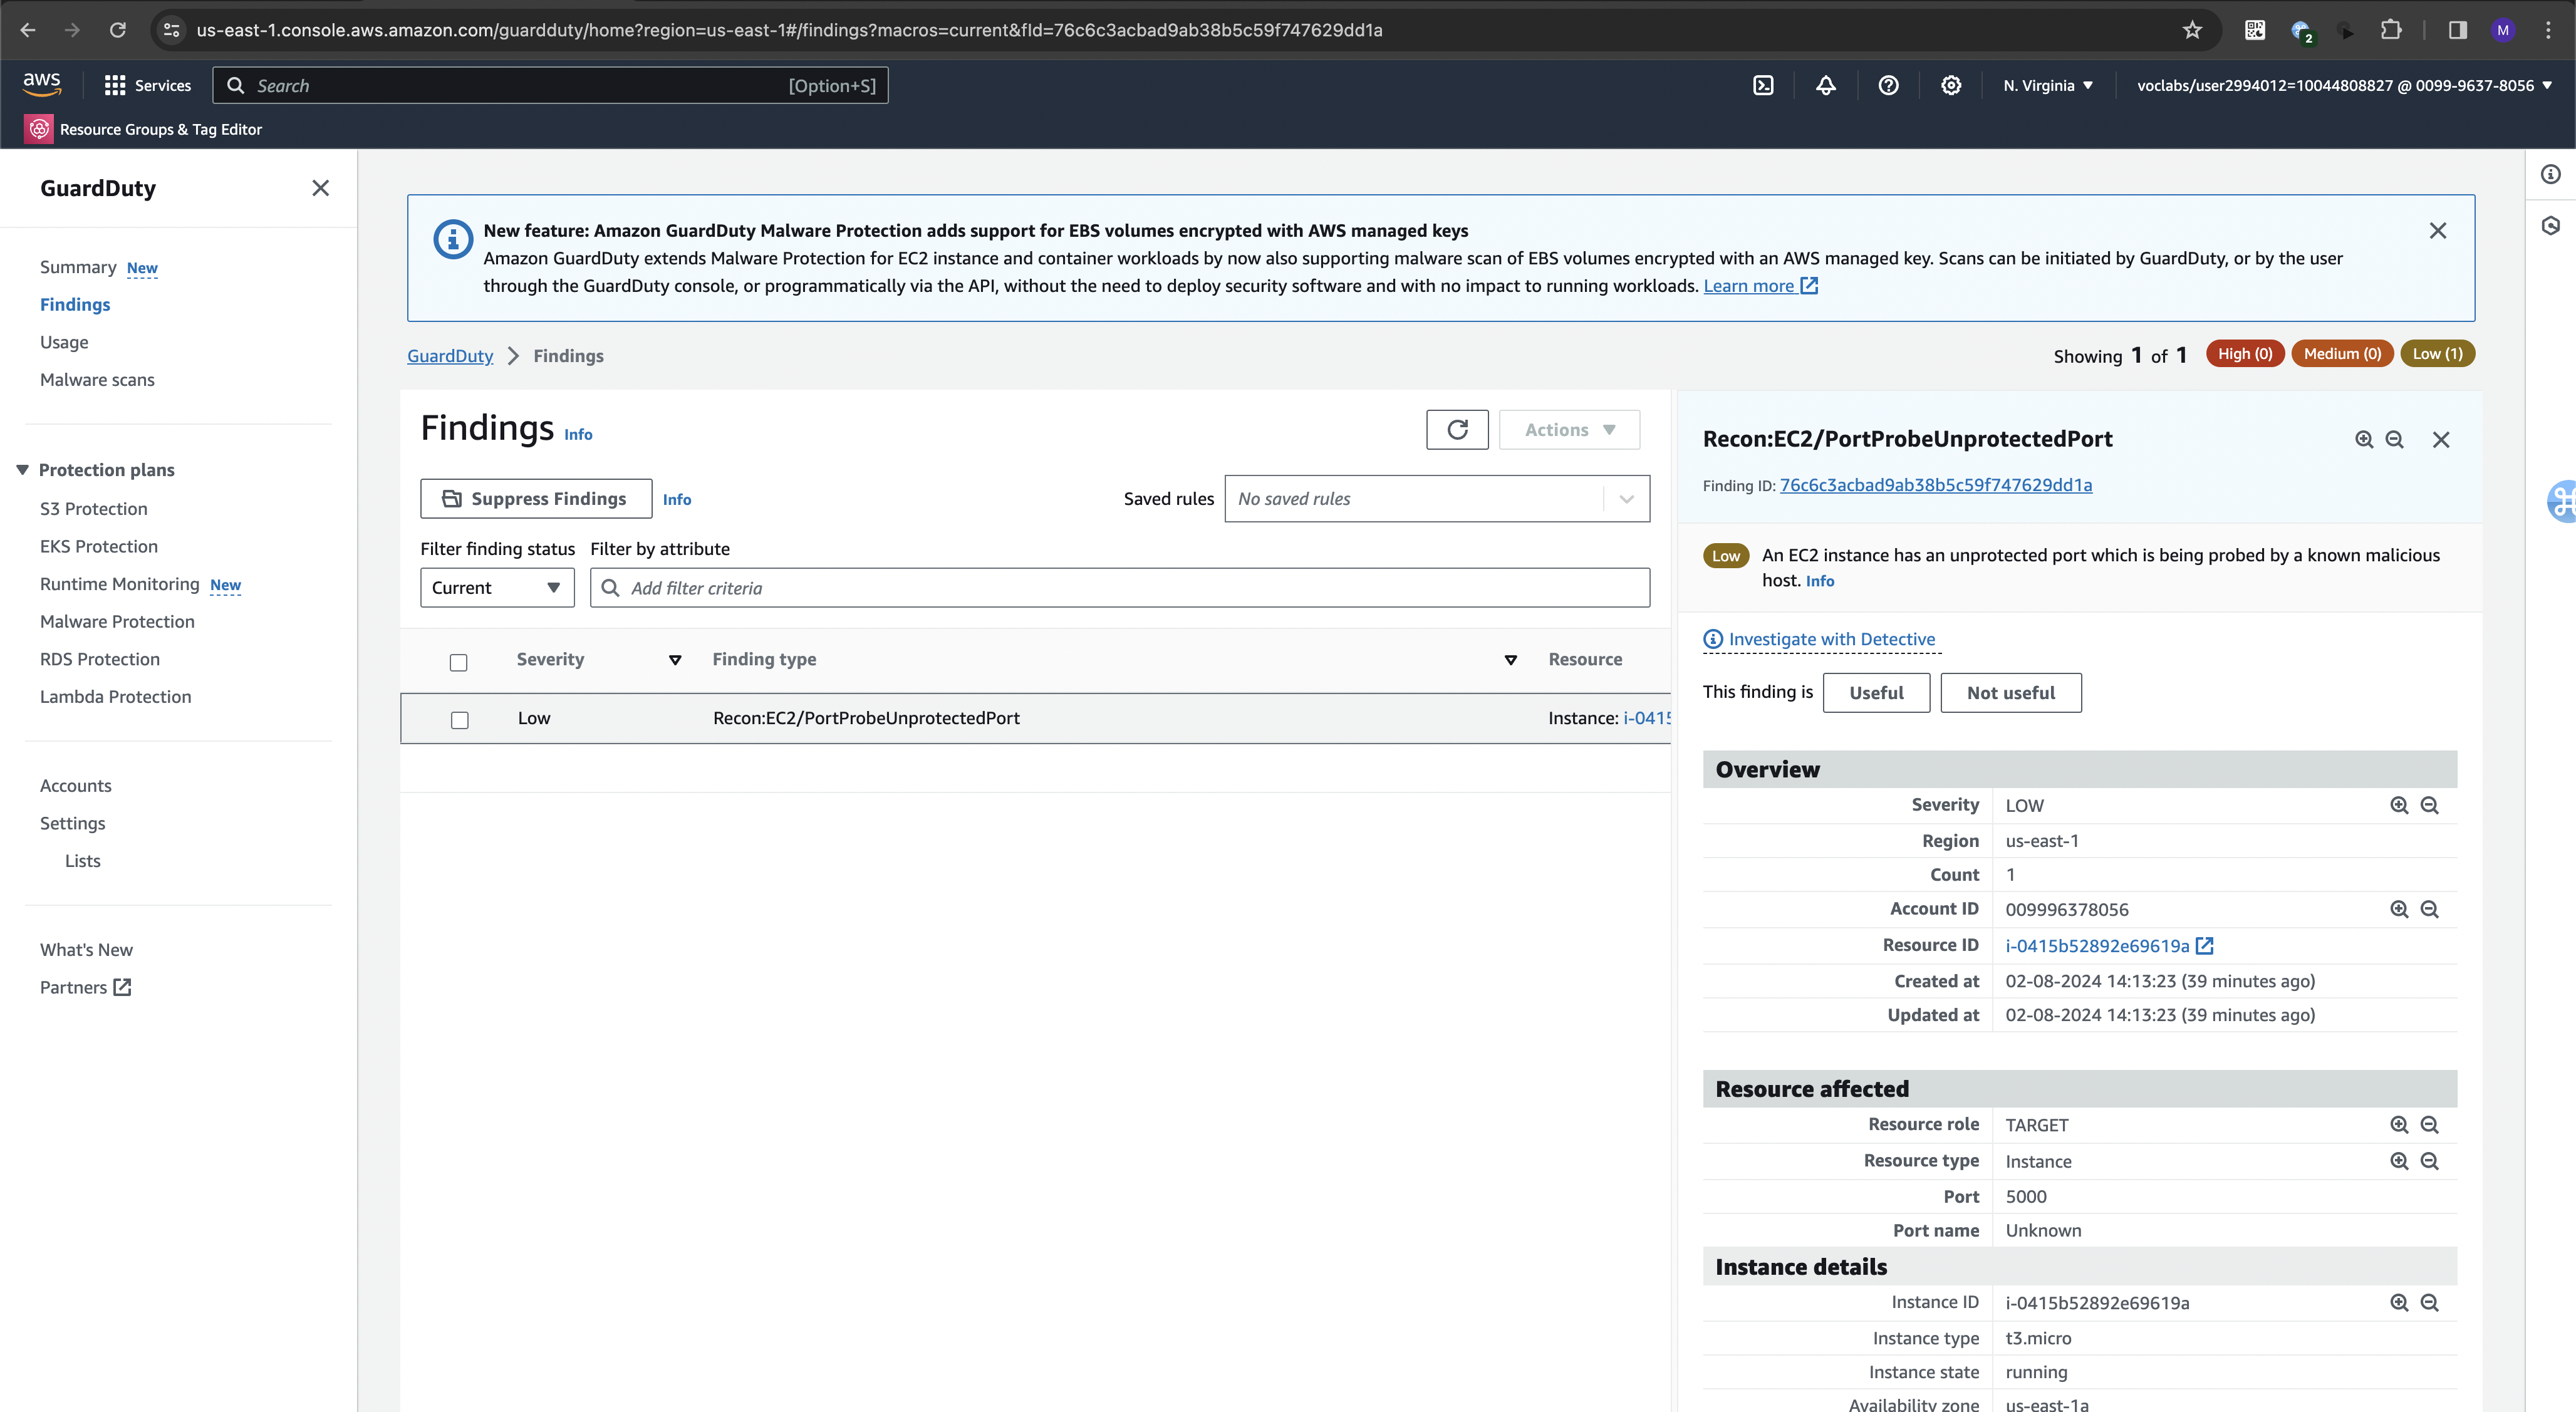 us-east-1.console.aws.amazon.com/guardduty/home?region=us-east-1#/findings?macros=current&fId=76c6c3acbad9ab38b5c59f747629dd1a
2
M
aws
Services
Search
[Option+S]
N. Virginia
voclabs/user2994012=10044808827 @ 0099-9637-8056
Resource Groups & Tag Editor
GuardDuty
Summary New
Findings
Usage
Malware scans
Protection plans
S3 Protection
EKS Protection
Runtime Monitoring New
Malware Protection
RDS Protection
Lambda Protection
Accounts
Settings
Lists
What's New
Partners
New feature: Amazon GuardDuty Malware Protection adds support for EBS volumes encrypted with AWS managed keys
Amazon GuardDuty extends Malware Protection for EC2 instance and container workloads by now also supporting malware scan of EBS volumes encrypted with an AWS managed key. Scans can be initiated by GuardDuty, or by the user
through the GuardDuty console, or programmatically via the API, without the need to deploy security software and with no impact to running workloads. Learn more
GuardDuty > Findings
Showing 1 of 1 High (0) Medium (0) Low (1)
Findings Info
Actions
Suppress Findings Info
Saved rules No saved rules
Filter finding status Filter by attribute
Current
Add filter criteria
Severity Finding type Resource
Low Recon:EC2/PortProbeUnprotectedPort Instance: i-0415
Recon:EC2/PortProbeUnprotectedPort
Finding ID: 76c6c3acbad9ab38b5c59f747629dd1a
Low An EC2 instance has an unprotected port which is being probed by a known malicious
host. Info
Investigate with Detective
This finding is Useful Not useful
Overview
Severity LOW
Region us-east-1
Count 1
Account ID 009996378056
Resource ID i-0415b52892e69619a
Created at 02-08-2024 14:13:23 (39 minutes ago)
Updated at 02-08-2024 14:13:23 (39 minutes ago)
Resource affected
Resource role TARGET
Resource type Instance
Port 5000
Port name Unknown
Instance details
Instance ID i-0415b52892e69619a
Instance type t3.micro
Instance state running
Availability zone us-east-1a